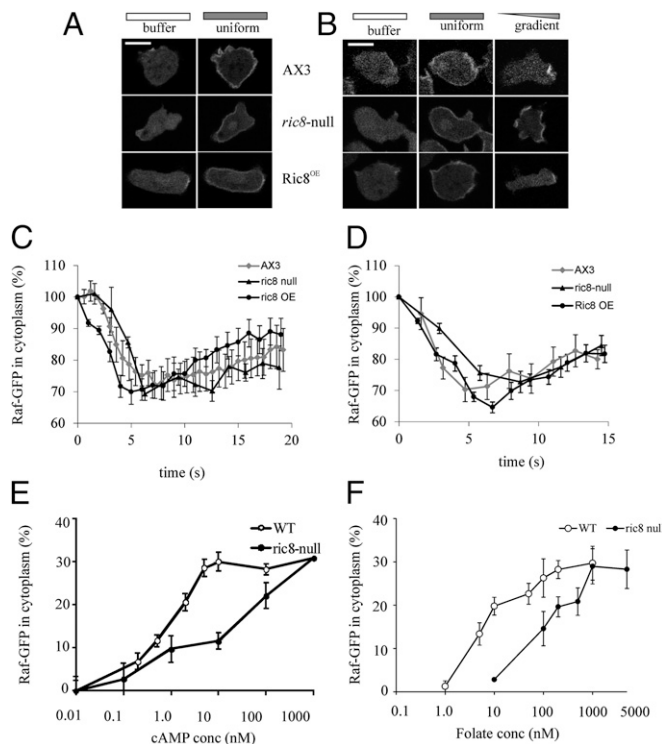 A
buffer
uniform
B
buffer
uniform
gradient
AX3
ric8-null
Ric8OE
C
AX3
ric8 null
ric8 OE
Raf-GFP in cytoplasm (%)
110
100
90
80
70
60
0
5
10
15
20
time (s)
D
AX3
ric8-null
Ric8 OE
Raf-GFP in cytoplasm (%)
110
100
90
80
70
60
0
5
10
15
time (s)
E
WT
ric8-null
Raf-GFP in cytoplasm (%)
40
30
20
10
0
0.01
0.1
1.0
10
100
1000
cAMP conc (nM)
F
WT
ric8 nul
Raf-GFP in cytoplasm (%)
40
30
20
10
0
0.1
1.0
10
100
1000
5000
Folate conc (nM)